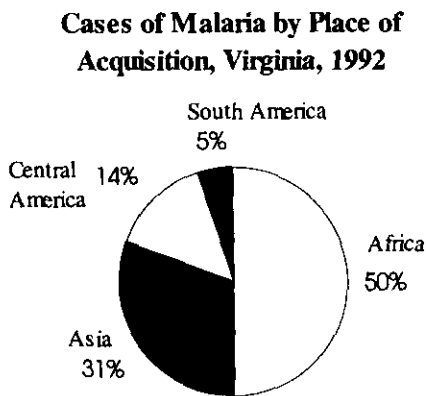 Cases of Malaria by Place of
Acquisition, Virginia, 1992
South America
5%
Central
America
14%
Africa
50%
Asia
31%